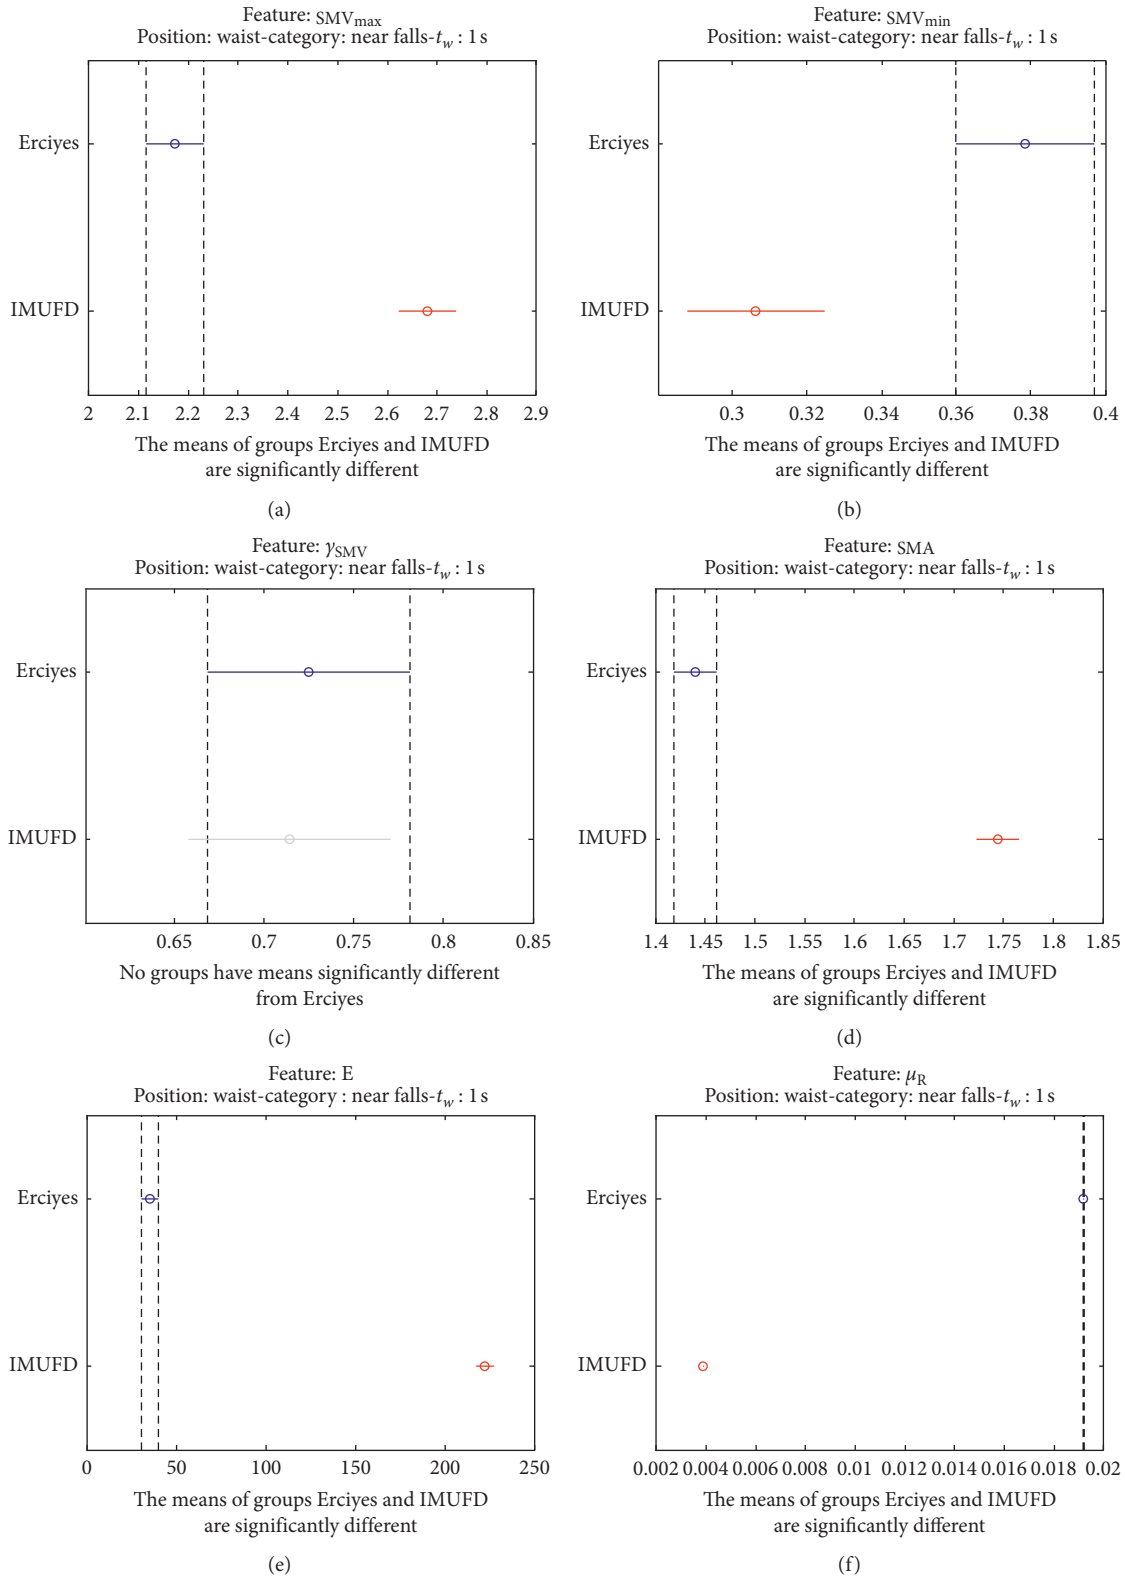 Feature: SMVmax
Position: waist-category: near falls-tw : 1 s
Erciyes
IMUFD
2 2.1 2.2 2.3 2.4 2.5 2.6 2.7 2.8 2.9
The means of groups Erciyes and IMUFD
are significantly different
(a)
Feature: SMVmin
Position: waist-category: near falls-tw : 1 s
Erciyes
IMUFD
0.3 0.32 0.34 0.36 0.38 0.4
The means of groups Erciyes and IMUFD
are significantly different
(b)
Feature: γSMV
Position: waist-category: near falls-tw : 1 s
Erciyes
IMUFD
0.65 0.7 0.75 0.8 0.85
No groups have means significantly different
from Erciyes
(c)
Feature: SMA
Position: waist-category: near falls-tw : 1 s
Erciyes
IMUFD
1.4 1.45 1.5 1.55 1.6 1.65 1.7 1.75 1.8 1.85
The means of groups Erciyes and IMUFD
are significantly different
(d)
Feature: E
Position: waist-category : near falls-tw : 1 s
Erciyes
IMUFD
0 50 100 150 200 250
The means of groups Erciyes and IMUFD
are significantly different
(e)
Feature: μR
Position: waist-category: near falls-tw : 1 s
Erciyes
IMUFD
0.002 0.004 0.006 0.008 0.01 0.012 0.014 0.016 0.018 0.02
The means of groups Erciyes and IMUFD
are significantly different
(f)